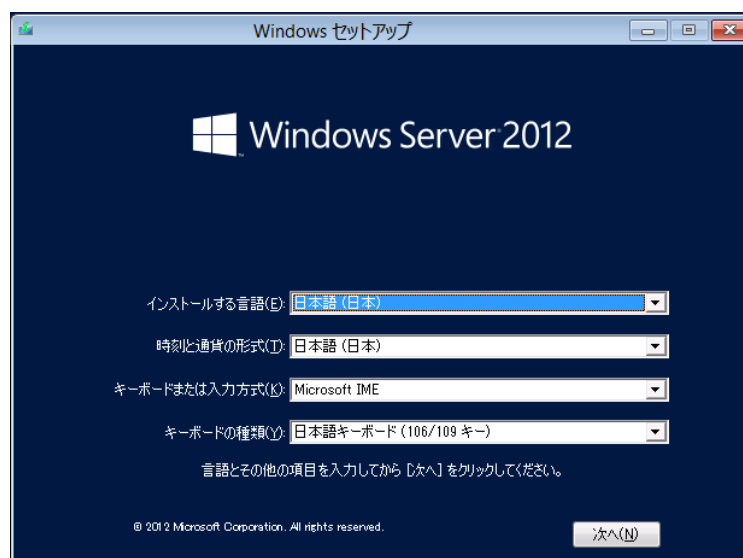 Windows セットアップ
Windows Server 2012
インストールする言語(E): 日本語 (日本)
時刻と通貨の形式(T): 日本語 (日本)
キーボードまたは入力方式(K): Microsoft IME
キーボードの種類(Y): 日本語キーボード (106/109 キー)
言語とその他の項目を入力してから [次へ] をクリックしてください。
© 2012 Microsoft Corporation. All rights reserved.
次へ(N)